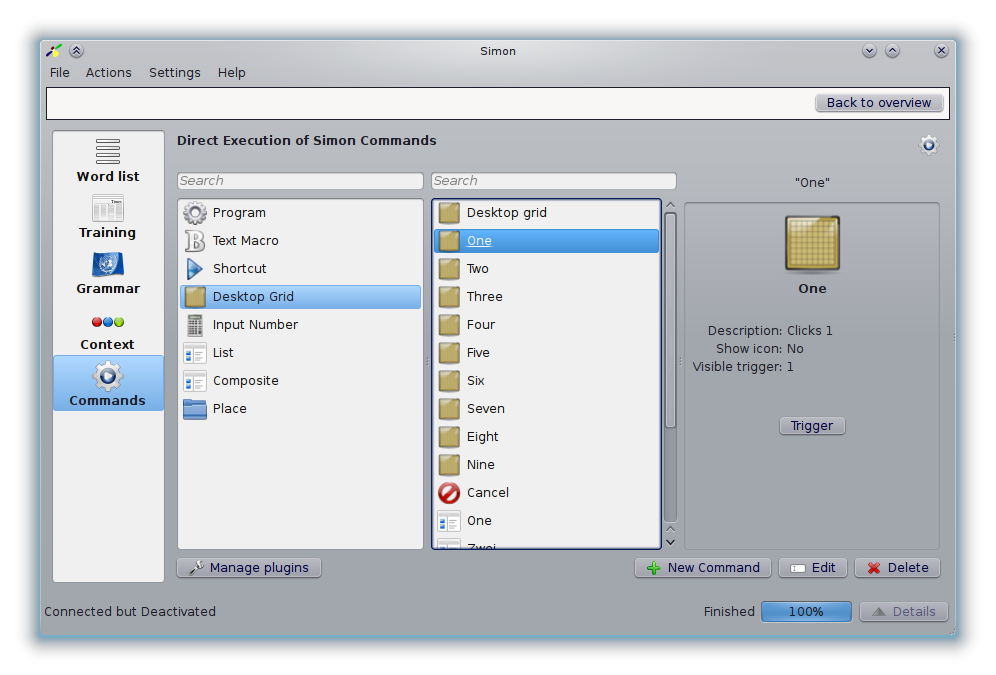 Simon
File Actions Settings Help
Back to overview
Word list
Training
Grammar
Context
Commands
Direct Execution of Simon Commands
Search
Program
Text Macro
Shortcut
Desktop Grid
Input Number
List
Composite
Place
Manage plugins
Search
Desktop grid
One
Two
Three
Four
Five
Six
Seven
Eight
Nine
Cancel
One
Zwei
"One"
One
Description: Clicks 1
Show icon: No
Visible trigger: 1
Trigger
New Command Edit Delete
Connected but Deactivated
Finished 100% Details